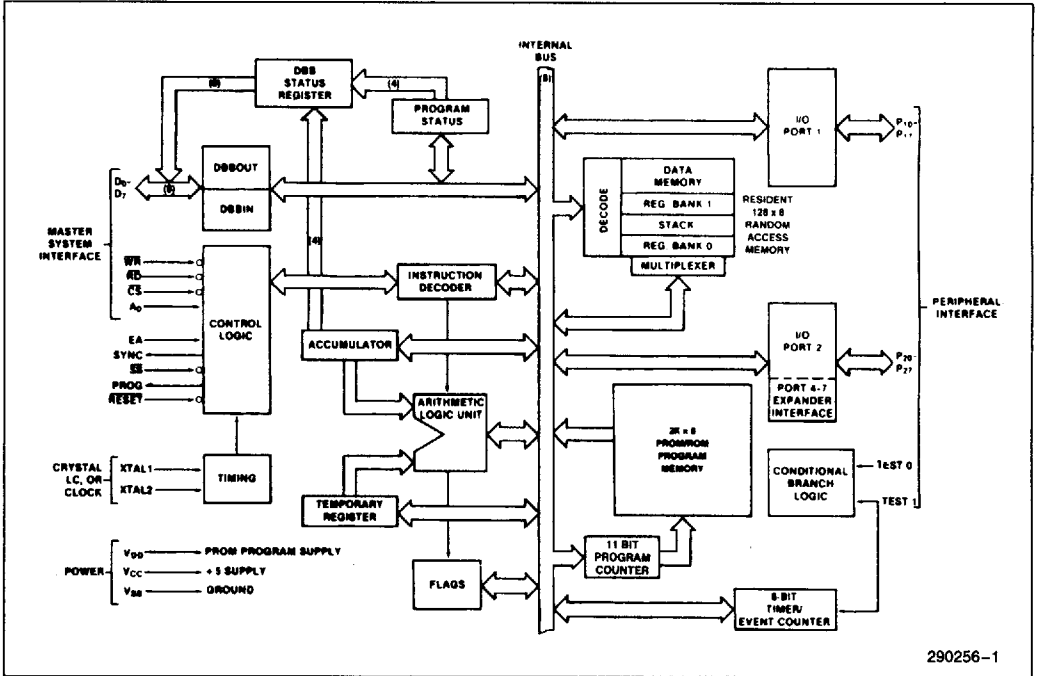 INTERNAL
BUS
(8)
DBB
STATUS
REGISTER
(8)
(4)
PROGRAM
STATUS
I/O
PORT 1
P10-
P17
DBBOUT
DBBIN
D0-
D7
(8)
DECODE
DATA
MEMORY
REG. BANK 1
STACK
REG. BANK 0
MULTIPLEXER
RESIDENT
128 x 8
RANDOM
ACCESS
MEMORY
MASTER
SYSTEM
INTERFACE
WR
RD
CS
A0
(4)
CONTROL
LOGIC
INSTRUCTION
DECODER
PERIPHERAL
INTERFACE
EA
SYNC
SS
PROG
RESET
ACCUMULATOR
I/O
PORT 2
P20-
P27
PORT 4-7
EXPANDER
INTERFACE
ARITHMETIC
LOGIC UNIT
2K x 8
PROM/ROM
PROGRAM
MEMORY
CONDITIONAL
BRANCH
LOGIC
TEST 0
TEST 1
CRYSTAL
LC, OR
CLOCK
XTAL1
XTAL2
TIMING
TEMPORARY
REGISTER
11 BIT
PROGRAM
COUNTER
POWER
VDD
PROM PROGRAM SUPPLY
VCC
+ 5 SUPPLY
VSS
GROUND
FLAGS
8-BIT
TIMER/
EVENT COUNTER
290256-1